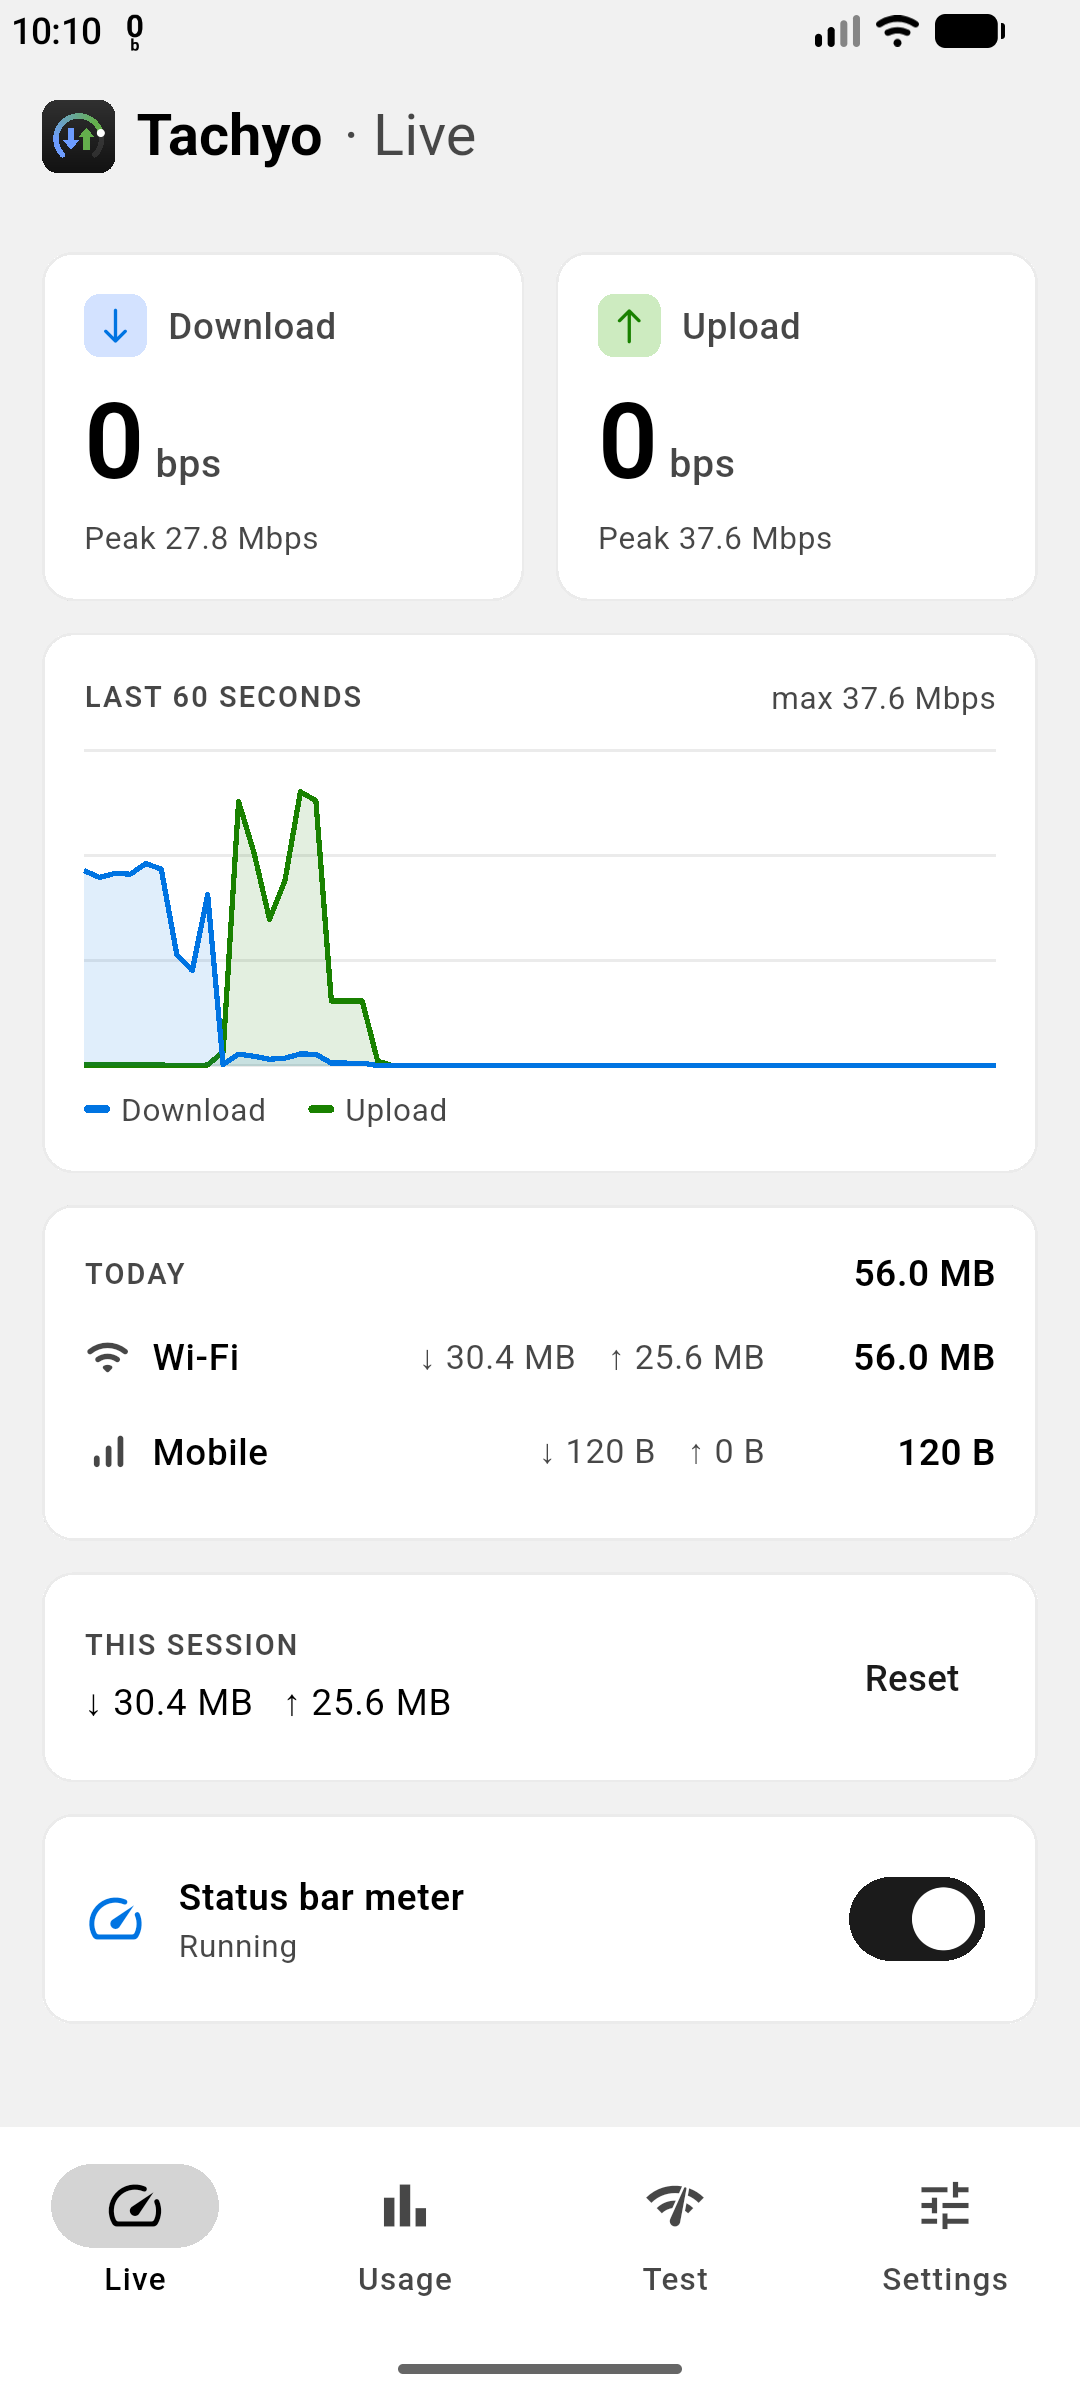 10:10 0 b
Tachyo · Live
Download
0 bps
Peak 27.8 Mbps
Upload
0 bps
Peak 37.6 Mbps
LAST 60 SECONDS max 37.6 Mbps
Download Upload
TODAY 56.0 MB
Wi-Fi ↓ 30.4 MB ↑ 25.6 MB 56.0 MB
Mobile ↓ 120 B ↑ 0 B 120 B
THIS SESSION
↓ 30.4 MB ↑ 25.6 MB
Reset
Status bar meter
Running
Live Usage Test Settings